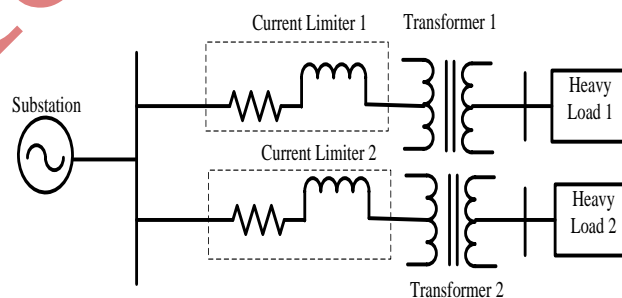 Current Limiter 1
Transformer 1
Substation
Heavy
Load 1
Current Limiter 2
Heavy
Load 2
Transformer 2